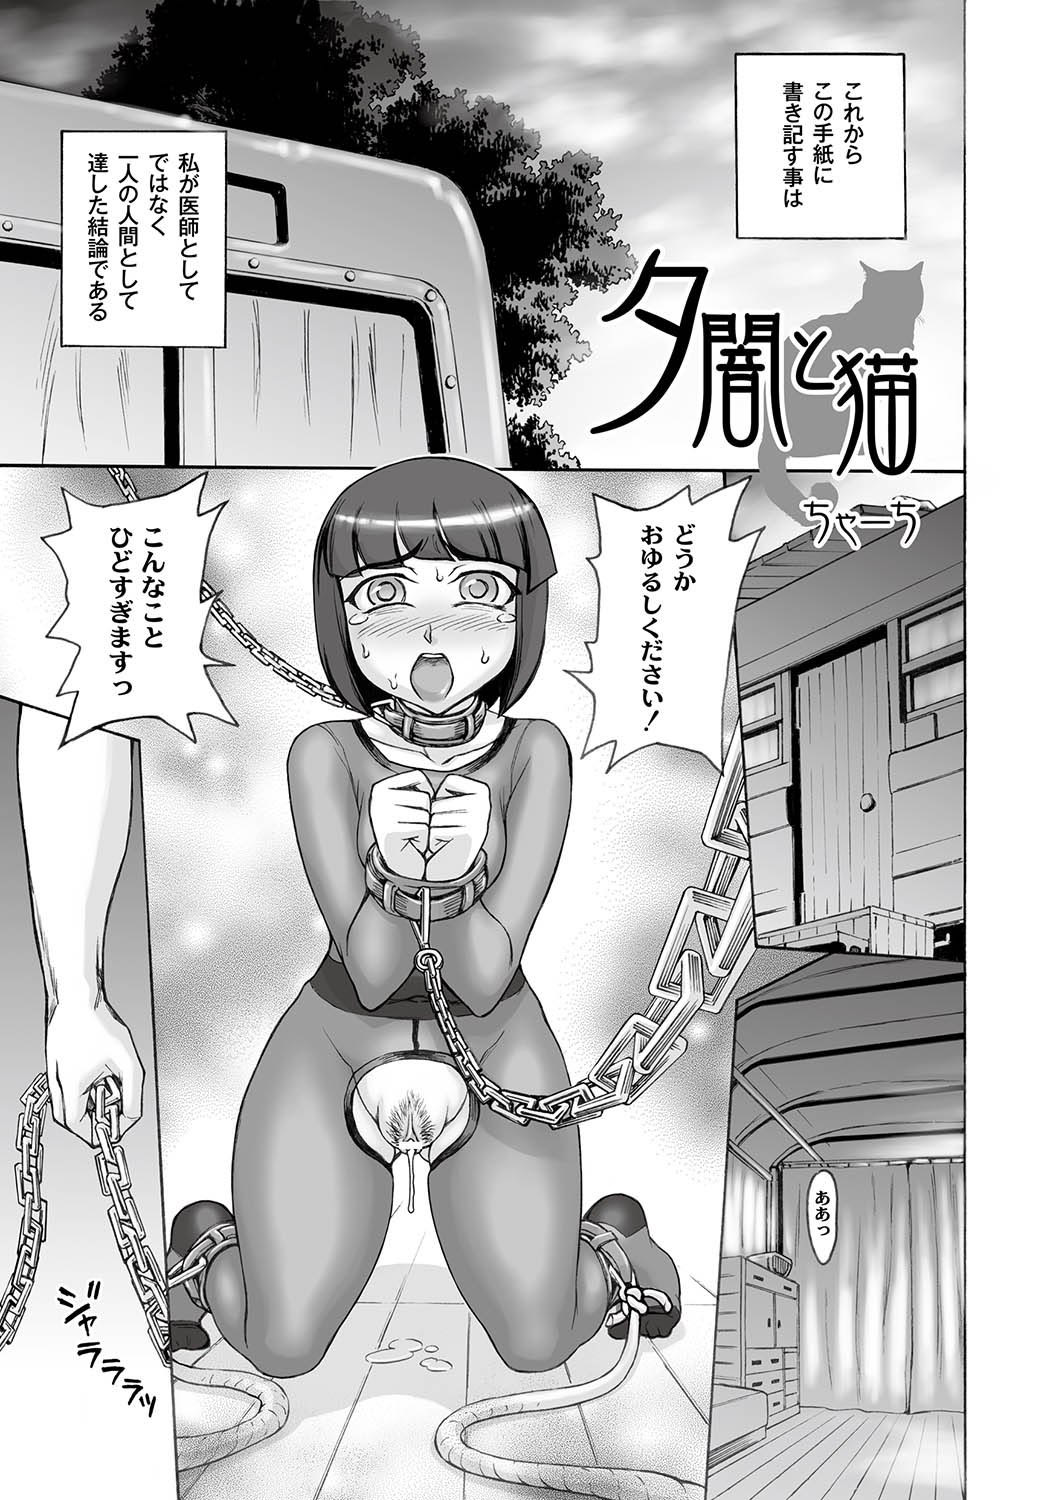 これから
この手紙に
書き記す事は
夕闇と猫
ちゃーち
私が医師として
ではなく
一人の人間として
達した結論である
どうか
おゆるしください!
こんなこと
ひどすぎますっ
ああっ
ジャラララッ